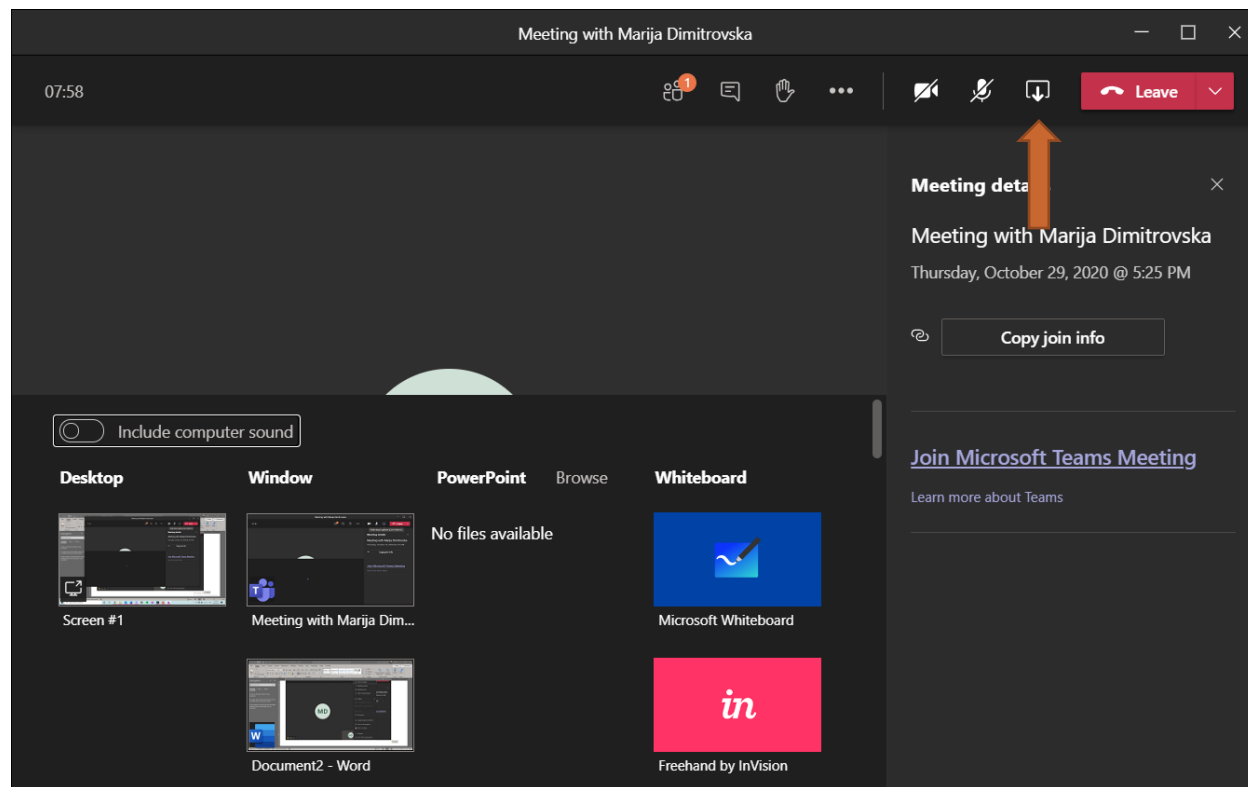 Meeting with Marija Dimitrovska
07:58
1
Leave
Meeting
Meeting with Marija Dimitrovska
Thursday, October 29, 2020 @ 5:25 PM
Copy join info
Join Microsoft Teams Meeting
Learn more about Teams
Include computer sound
Desktop
Window
PowerPoint Browse
Whiteboard
No files available
Screen #1
Meeting with Marija Dim...
Microsoft Whiteboard
MD
W
in
Document2 - Word
Freehand by InVision